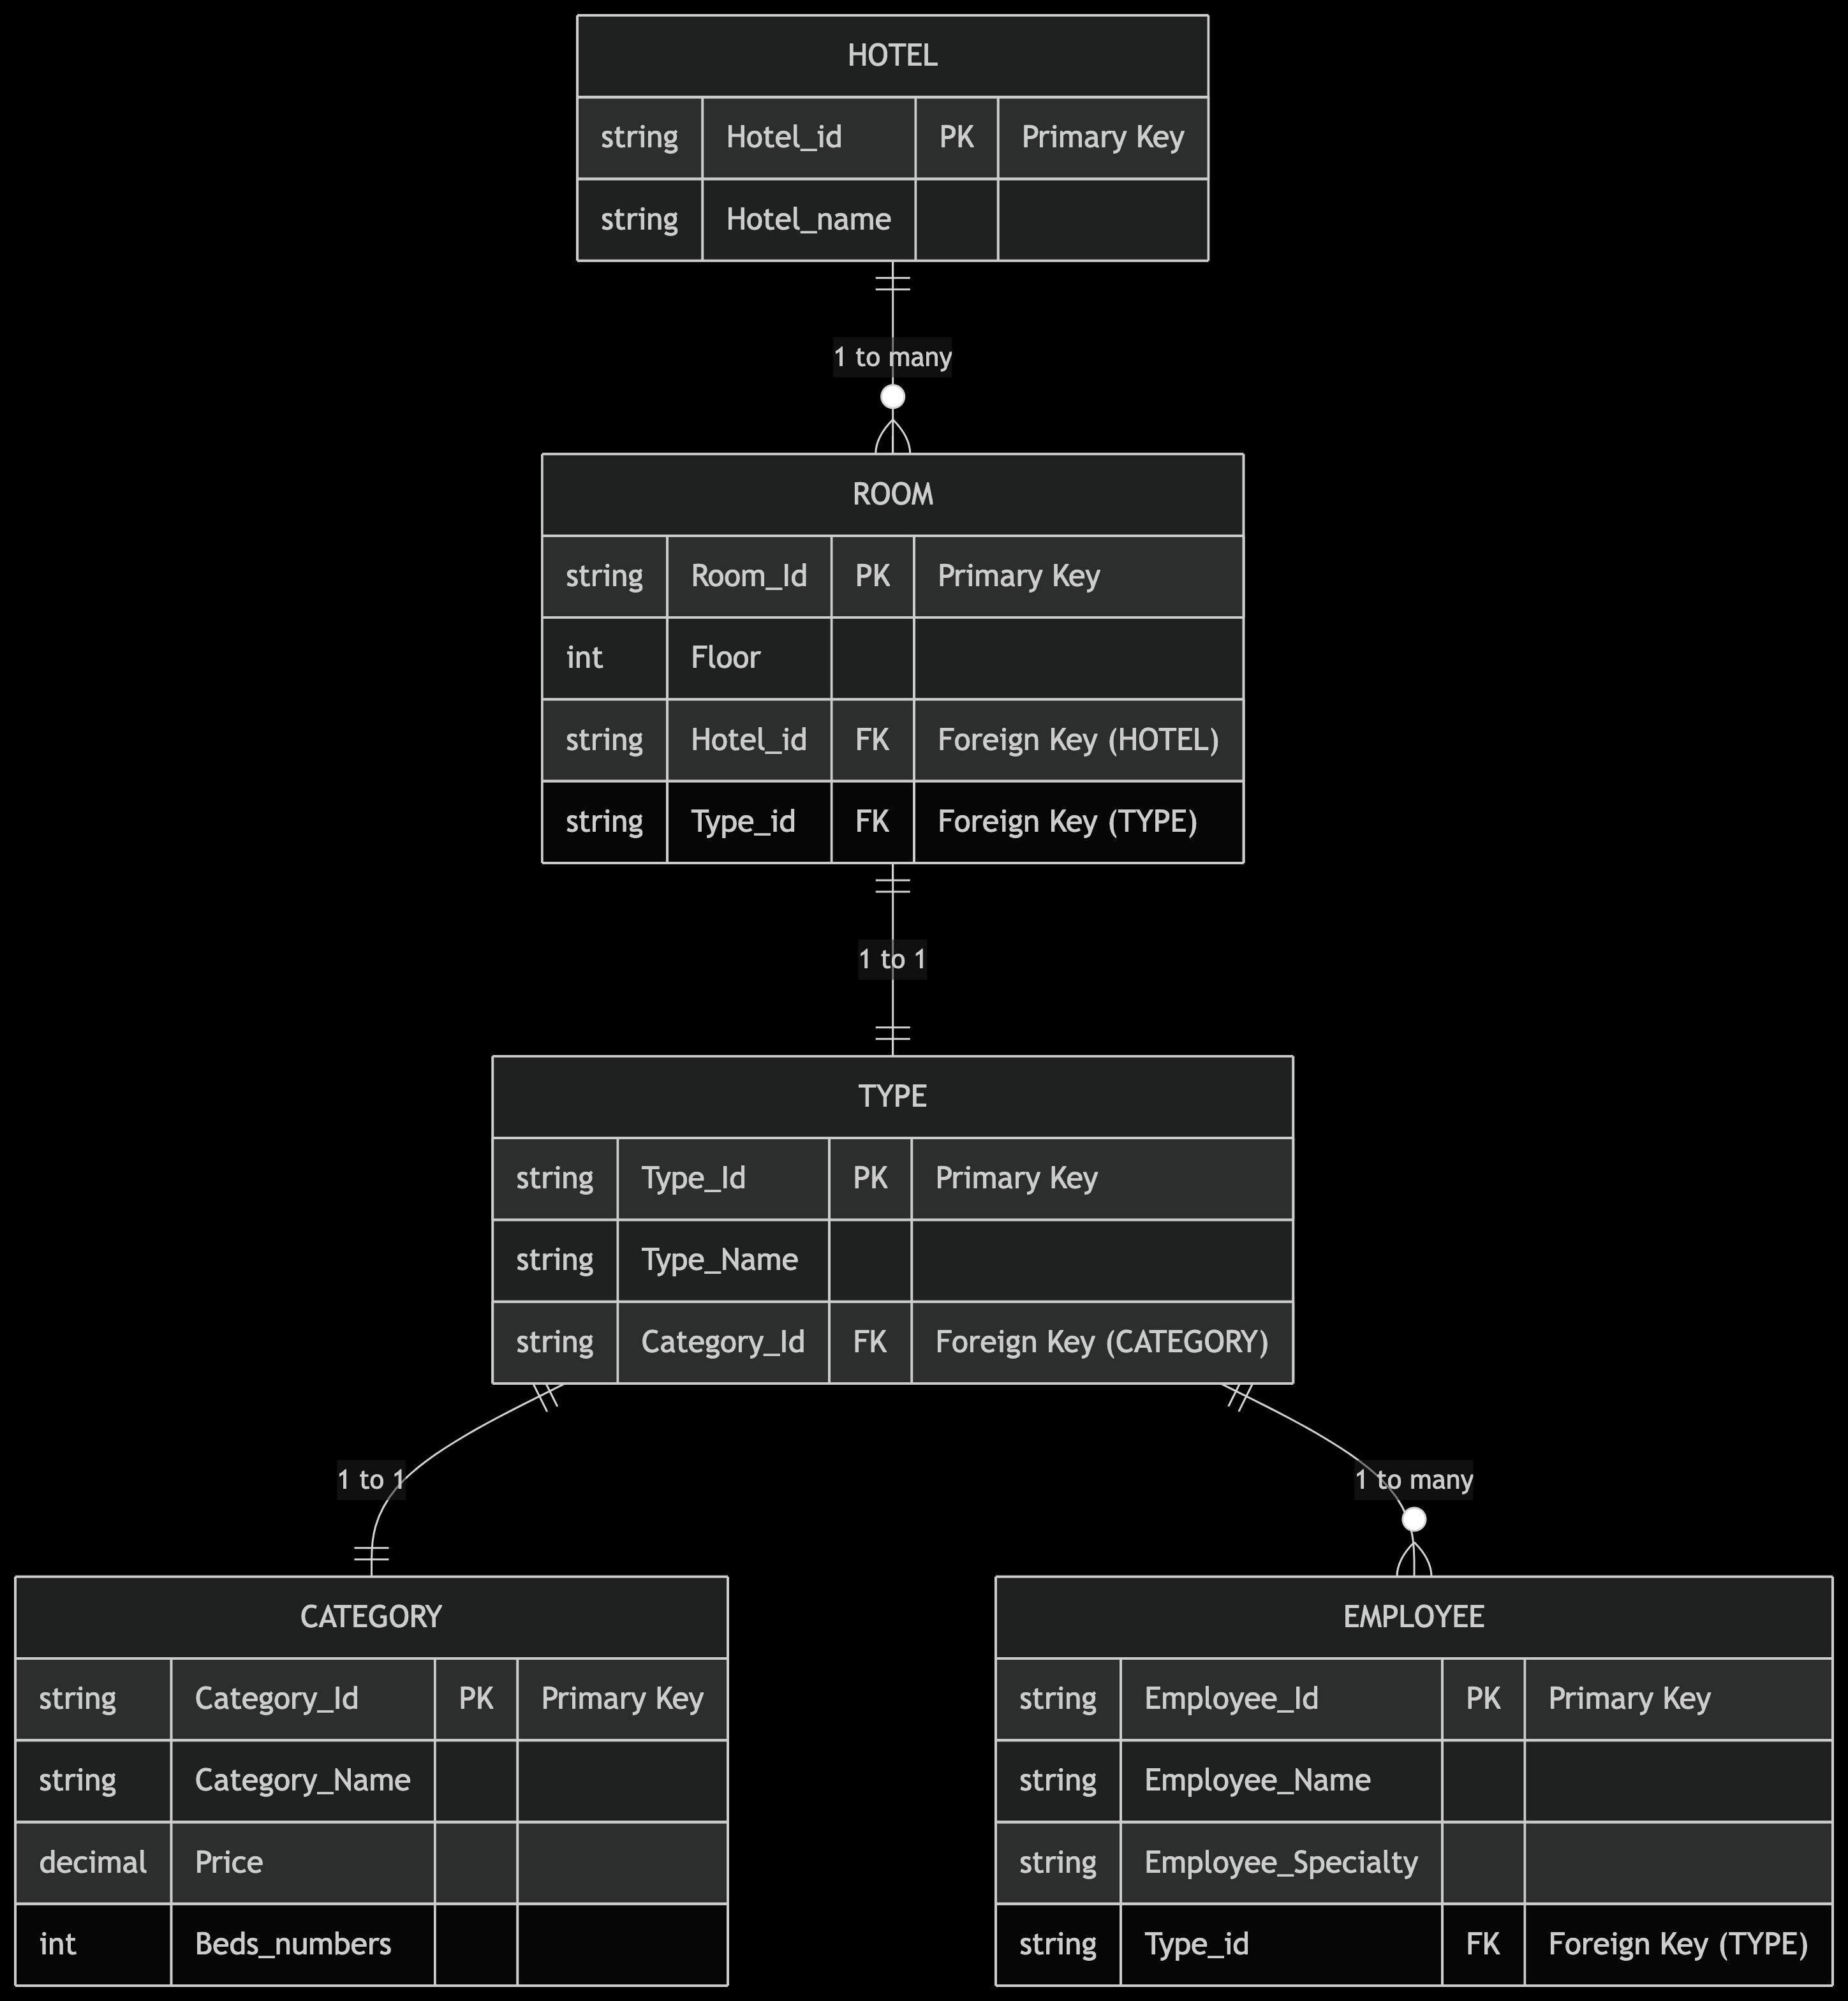 HOTEL
string Hotel_id PK Primary Key
string Hotel_name
1 to many
ROOM
string Room_Id PK Primary Key
int Floor
string Hotel_id FK Foreign Key (HOTEL)
string Type_id FK Foreign Key (TYPE)
1 to 1
TYPE
string Type_Id PK Primary Key
string Type_Name
string Category_Id FK Foreign Key (CATEGORY)
1 to 1
1 to many
CATEGORY
string Category_Id PK Primary Key
string Category_Name
decimal Price
int Beds_numbers
EMPLOYEE
string Employee_Id PK Primary Key
string Employee_Name
string Employee_Specialty
string Type_id FK Foreign Key (TYPE)